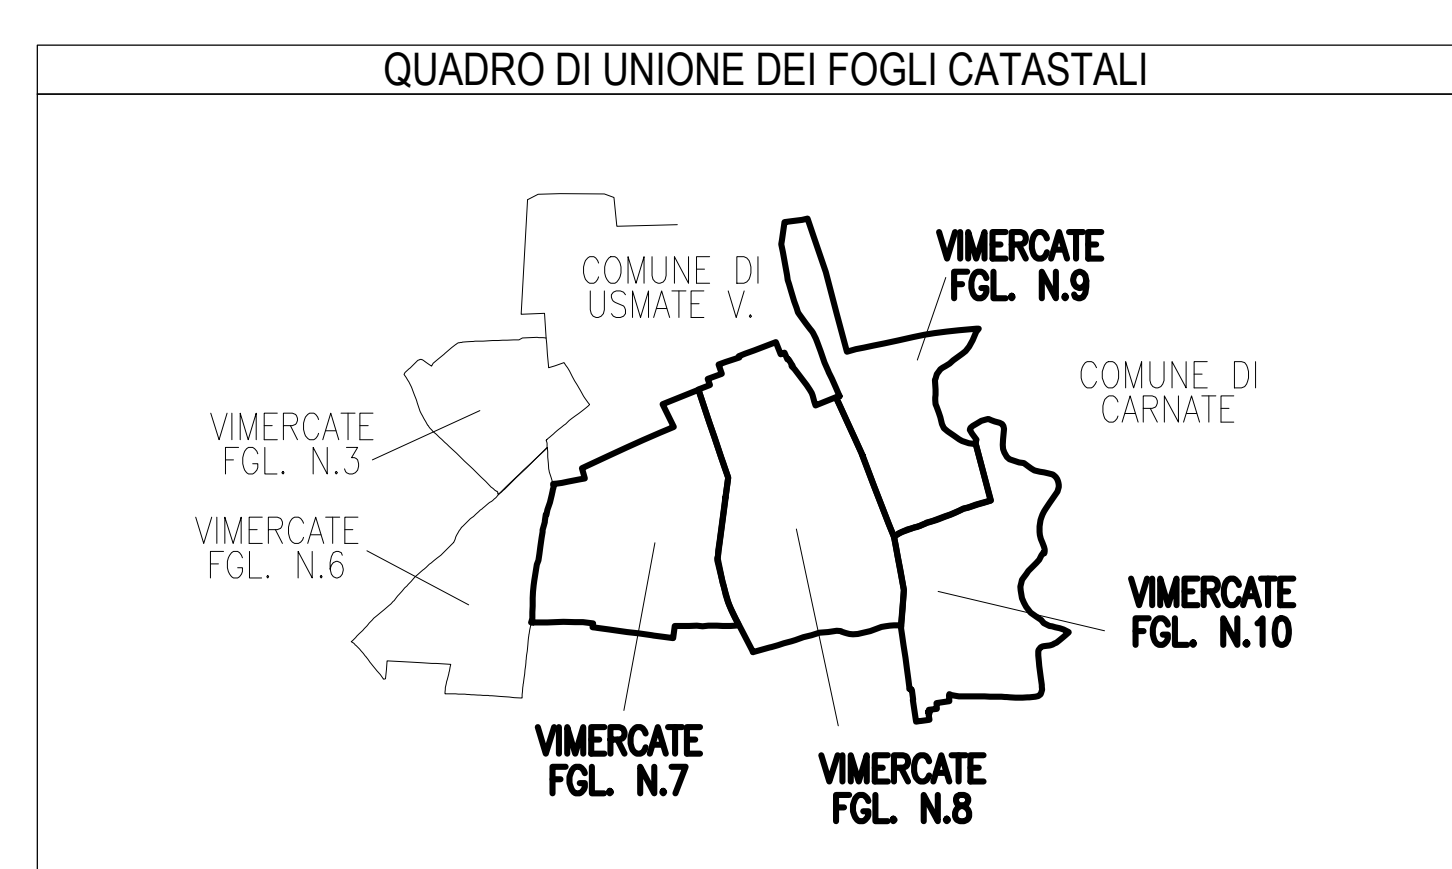 QUADRO DI UNIONE DEI FOGLI CATASTALI
VIMERCATE
FGL. N.9
COMUNE DI
USMATE V.
COMUNE DI
CARNATE
VIMERCATE
FGL. N.3
VIMERCATE
FGL. N.6
VIMERCATE
FGL. N.10
VIMERCATE
FGL. N.7
VIMERCATE
FGL. N.8